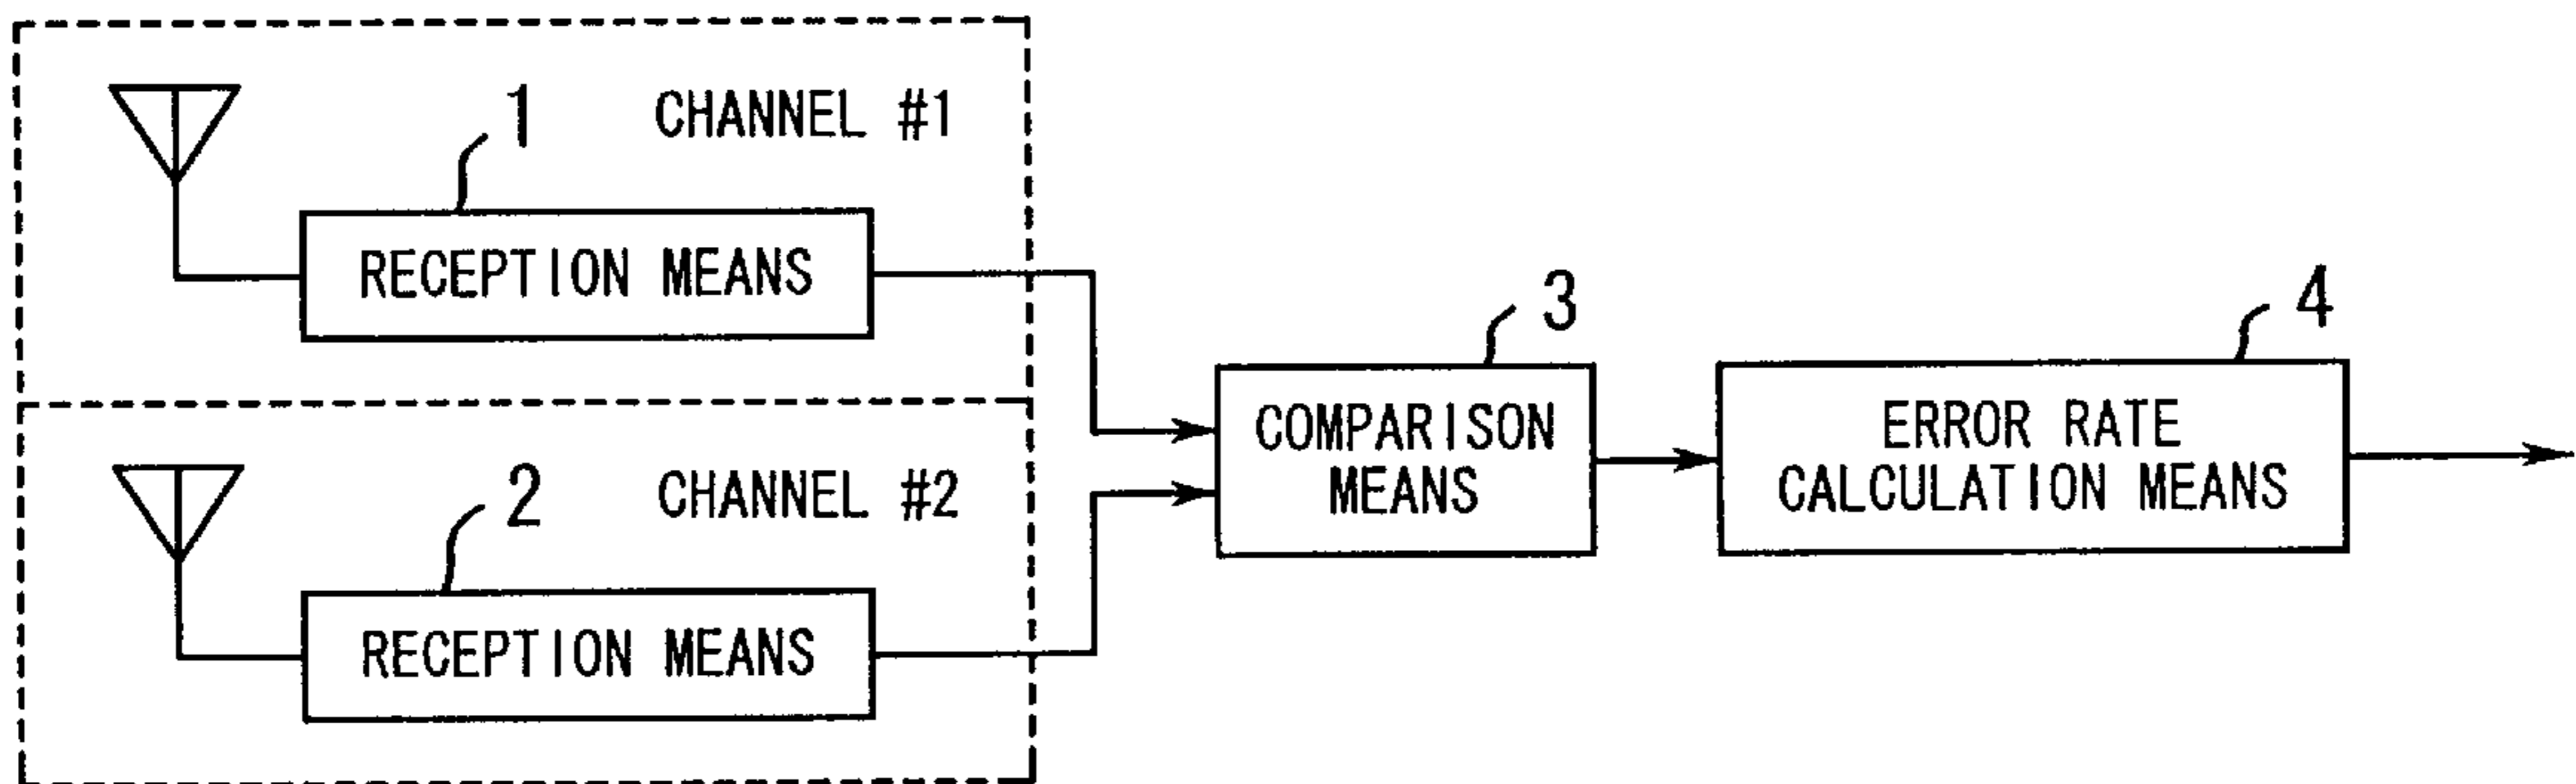 1
CHANNEL #1
RECEPTION MEANS
2
CHANNEL #2
RECEPTION MEANS
3
COMPARISON
MEANS
4
ERROR RATE
CALCULATION MEANS